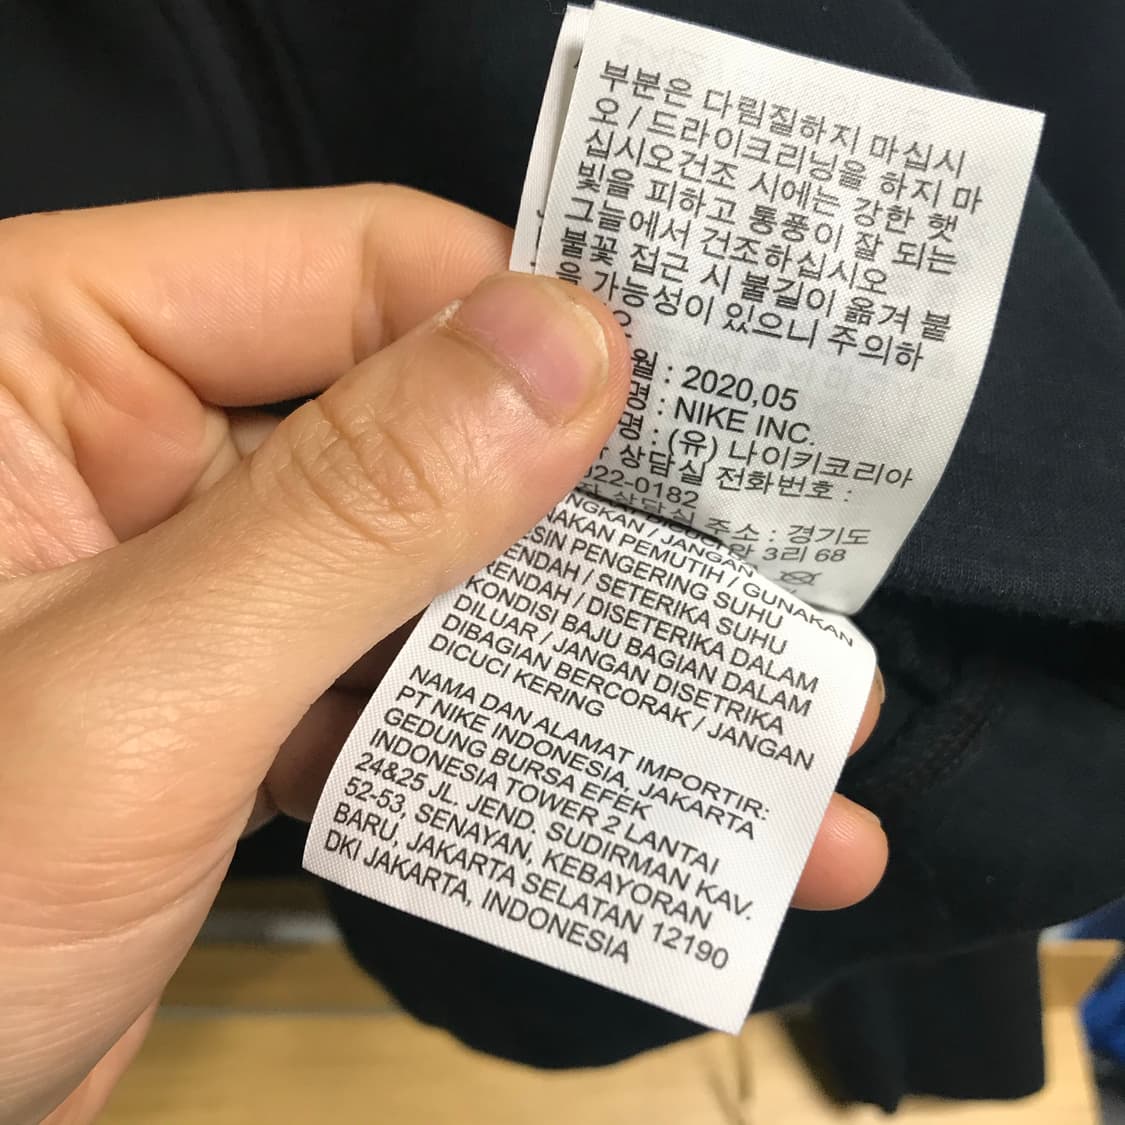 부분은 다림질하지 마십시
오 / 드라이크리닝을 하지 마
십시오건조 시에는 강한 햇
빛을 피하고 통풍이 잘 되는
그늘에서 건조하십시오
불꽃 접근 시 불길이 옮겨 붙
을 가능성이 있으니 주의하
오
월 : 2020,05
명 : NIKE INC.
명 : (유) 나이키코리아
상담실 전화번호 :
022-0182
상담실 주소 : 경기도
3리 68
/ JANGAN
PEMUTIH / GUNAKAN
PENGERING SUHU
RENDAH / SETERIKA SUHU
RENDAH / DISETERIKA DALAM
KONDISI BAJU BAGIAN DALAM
DILUAR / JANGAN DISETRIKA
DIBAGIAN BERCORAK / JANGAN
DICUCI KERING
NAMA DAN ALAMAT IMPORTIR:
PT NIKE INDONESIA, JAKARTA
GEDUNG BURSA EFEK
INDONESIA TOWER 2 LANTAI
24&25 JL. JEND. SUDIRMAN KAV.
52-53, SENAYAN, KEBAYORAN
BARU, JAKARTA SELATAN 12190
DKI JAKARTA, INDONESIA